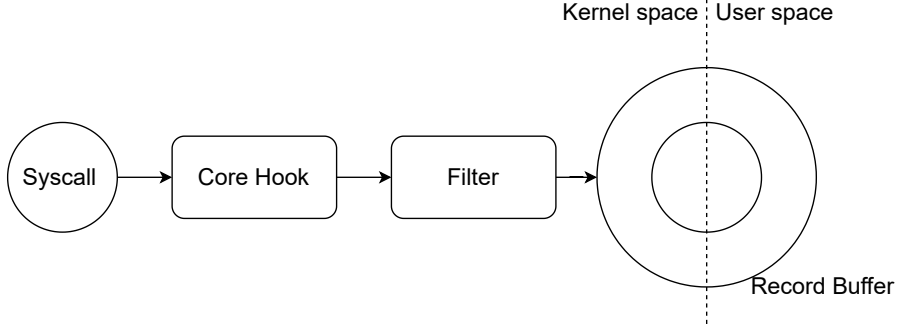 Kernel space
User space
Syscall
Core Hook
Filter
Record Buffer